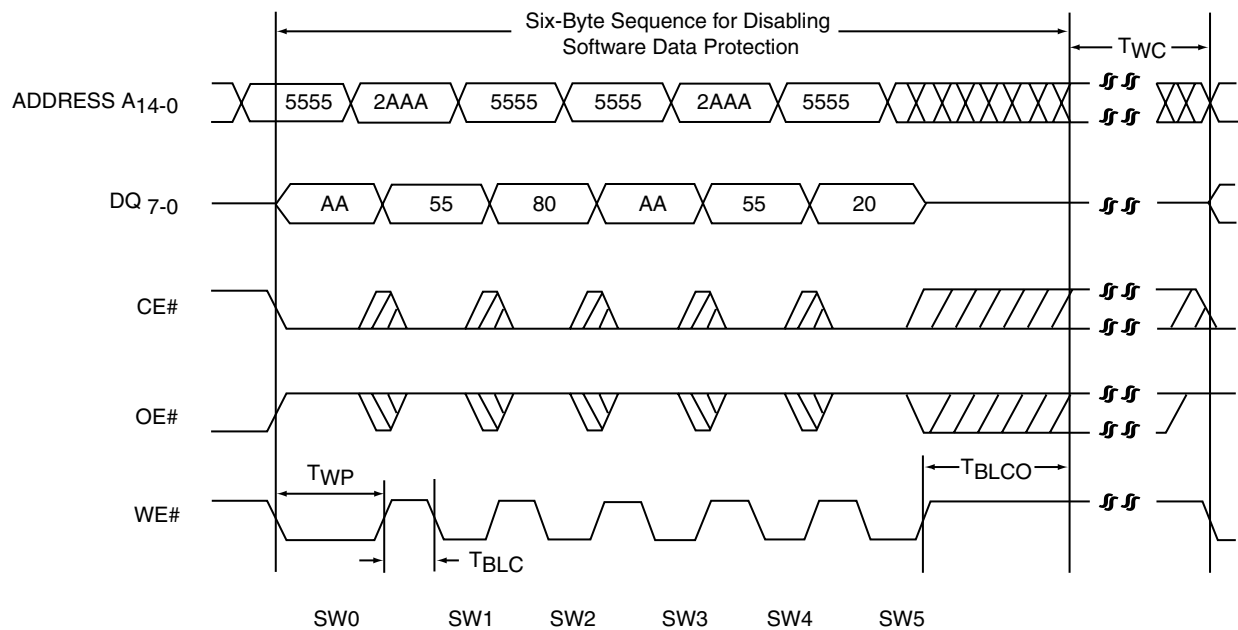 Six-Byte Sequence for Disabling
Software Data Protection
TWC
ADDRESS A14-0
5555 2AAA 5555 5555 2AAA 5555
DQ 7-0
AA 55 80 AA 55 20
CE#
OE#
TWP
TBLCO
WE#
TBLC
SW0 SW1 SW2 SW3 SW4 SW5